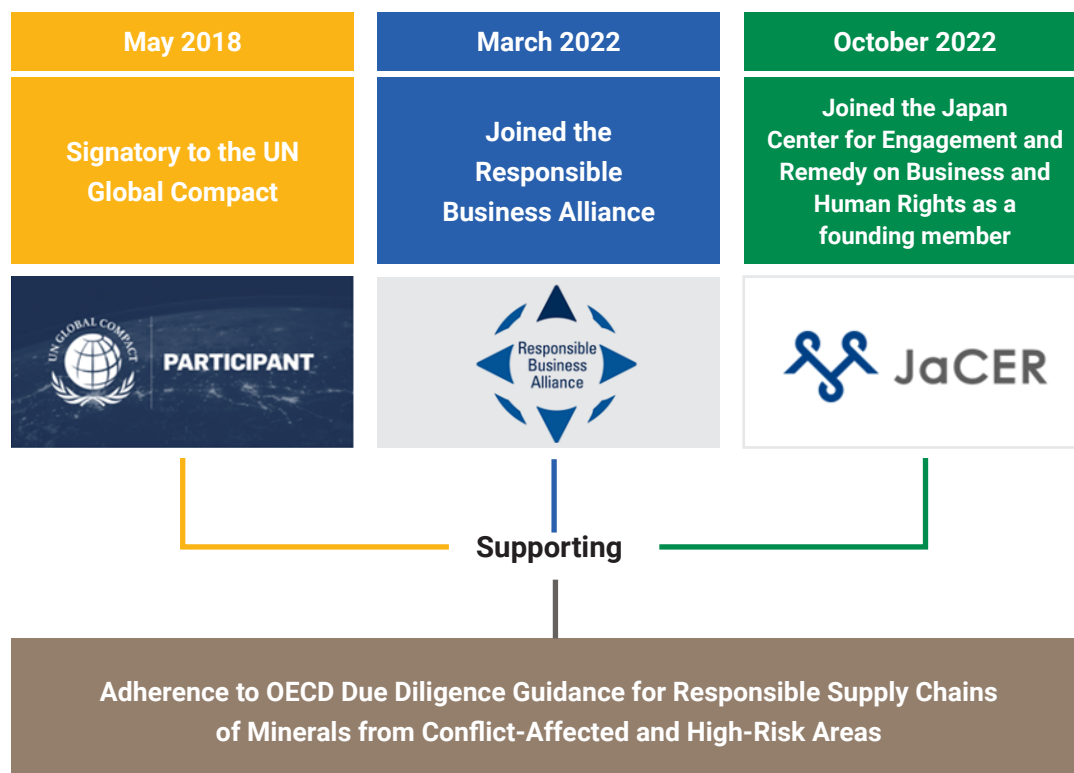 May 2018
Signatory to the UN
Global Compact
UN GLOBAL COMPACT
PARTICIPANT
March 2022
Joined the
Responsible
Business Alliance
Responsible
Business
Alliance
October 2022
Joined the Japan
Center for Engagement and
Remedy on Business and
Human Rights as a
founding member
JaCER
Supporting
Adherence to OECD Due Diligence Guidance for Responsible Supply Chains
of Minerals from Conflict-Affected and High-Risk Areas